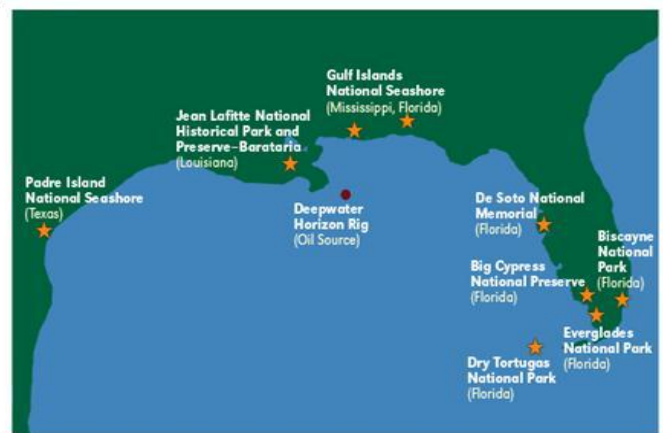 Gulf Islands
National Seashore
(Mississippi, Florida)
Jean Lafitte National
Historical Park and
Preserve–Barataria
(Louisiana)
Padre Island
National Seashore
(Texas)
Deepwater
Horizon Rig
(Oil Source)
De Soto National
Memorial
(Florida)
Biscayne
National
Park
(Florida)
Big Cypress
National Preserve
(Florida)
Everglades
National Park
(Florida)
Dry Tortugas
National Park
(Florida)